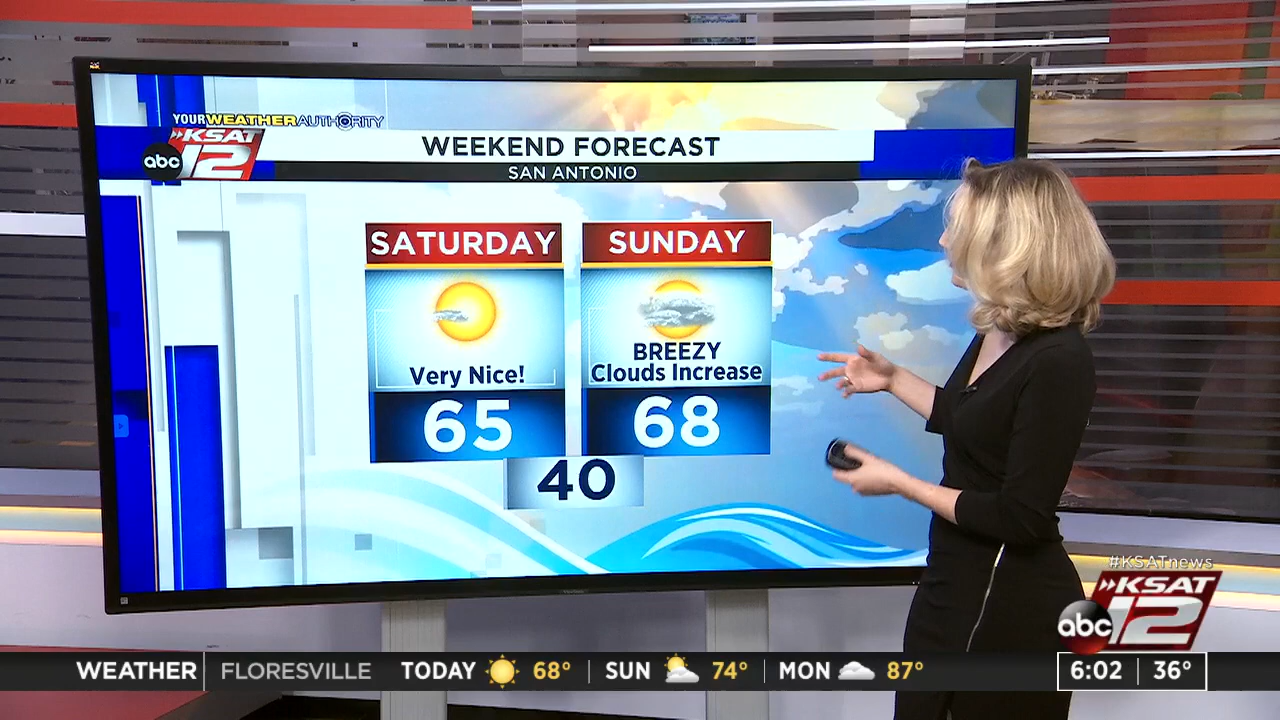 YOUR WEATHER AUTHORITY
KSAT
abc 12
WEEKEND FORECAST
SAN ANTONIO
SATURDAY
Very Nice!
65
SUNDAY
BREEZY
Clouds Increase
68
40
#KSATnews
KSAT
abc 12
WEATHER FLORESVILLE TODAY 68° SUN 74° MON 87° 6:02 36°